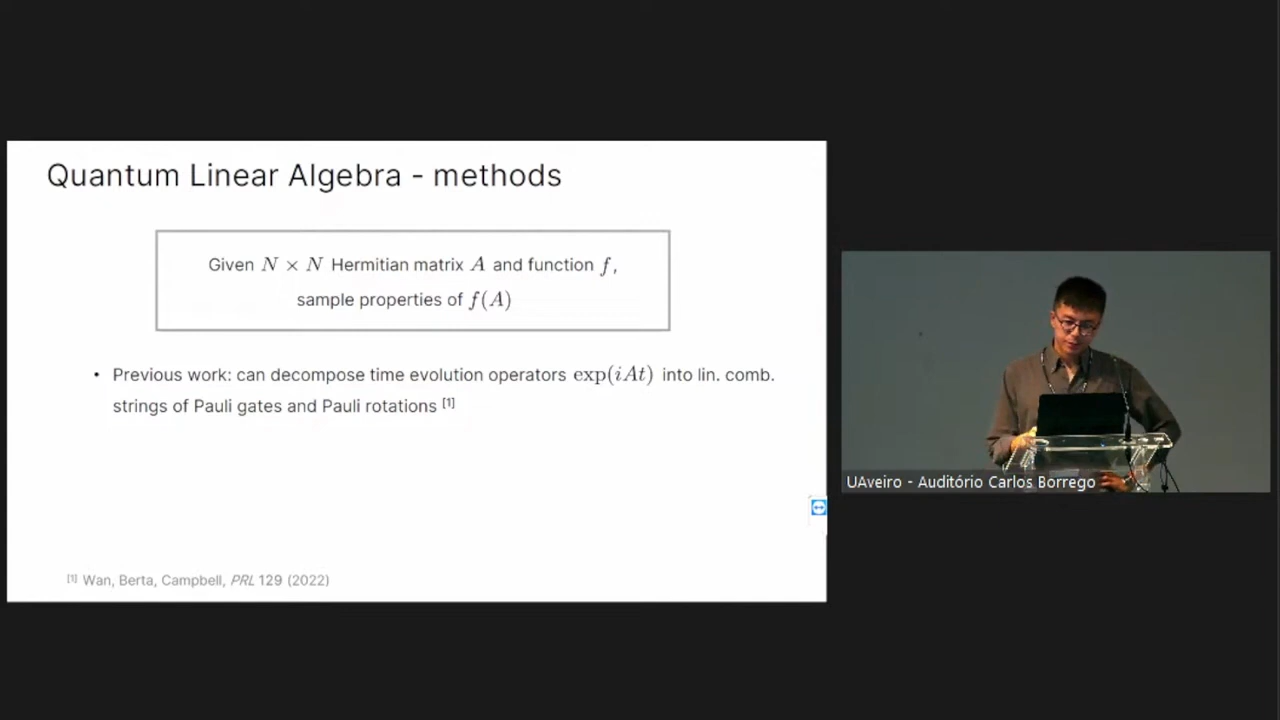 Quantum Linear Algebra - methods
Given N × N Hermitian matrix A and function f,
sample properties of f(A)
• Previous work: can decompose time evolution operators exp(iAt) into lin. comb.
strings of Pauli gates and Pauli rotations [1]
[1] Wan, Berta, Campbell, PRL 129 (2022)
UAveiro - Auditório Carlos Borrego